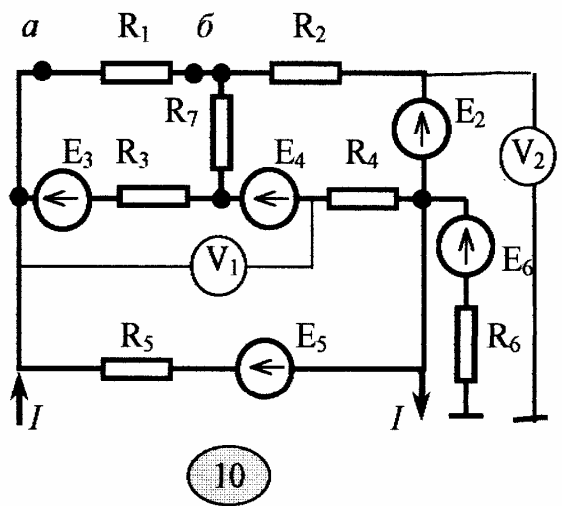 а R₁ б R₂
R₇ E₂
E₃ R₃ E₄ R₄ V₂
V₁ E₆
R₅ E₅ R₆
I I
10